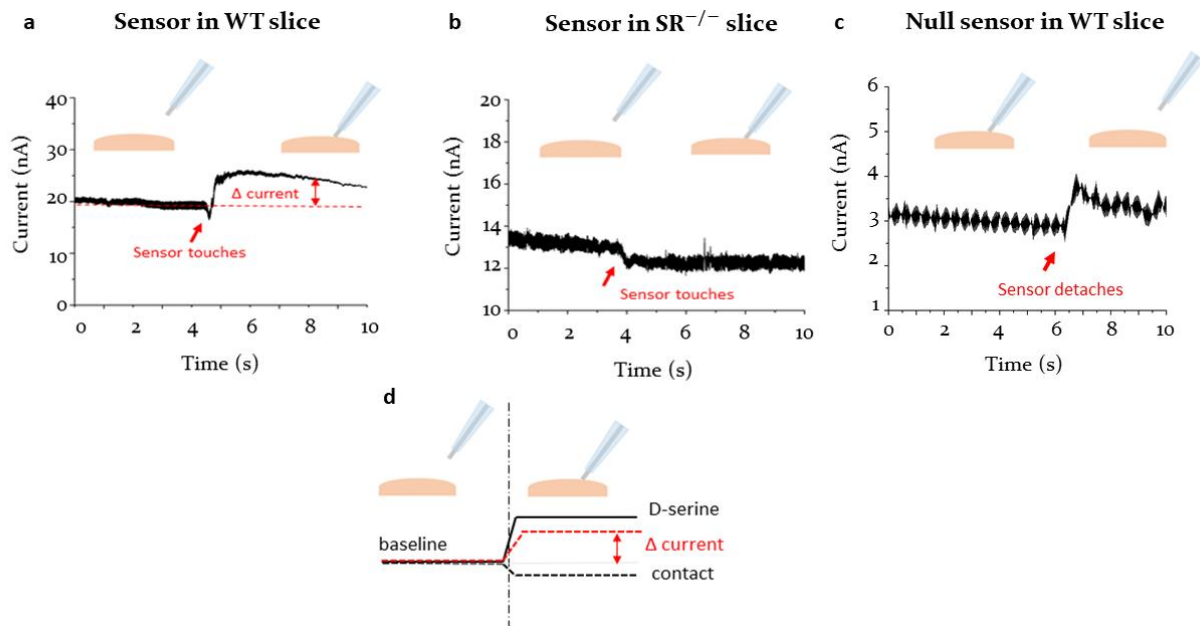 a Sensor in WT slice
40
30
20
10
0
Current (nA)
Δ current
Sensor touches
0 2 4 6 8 10
Time (s)
b Sensor in SR−/− slice
20
18
16
14
12
10
Current (nA)
Sensor touches
0 2 4 6 8 10
Time (s)
c Null sensor in WT slice
6
5
4
3
2
1
Current (nA)
Sensor detaches
0 2 4 6 8 10
Time (s)
d
D-serine
baseline
Δ current
contact